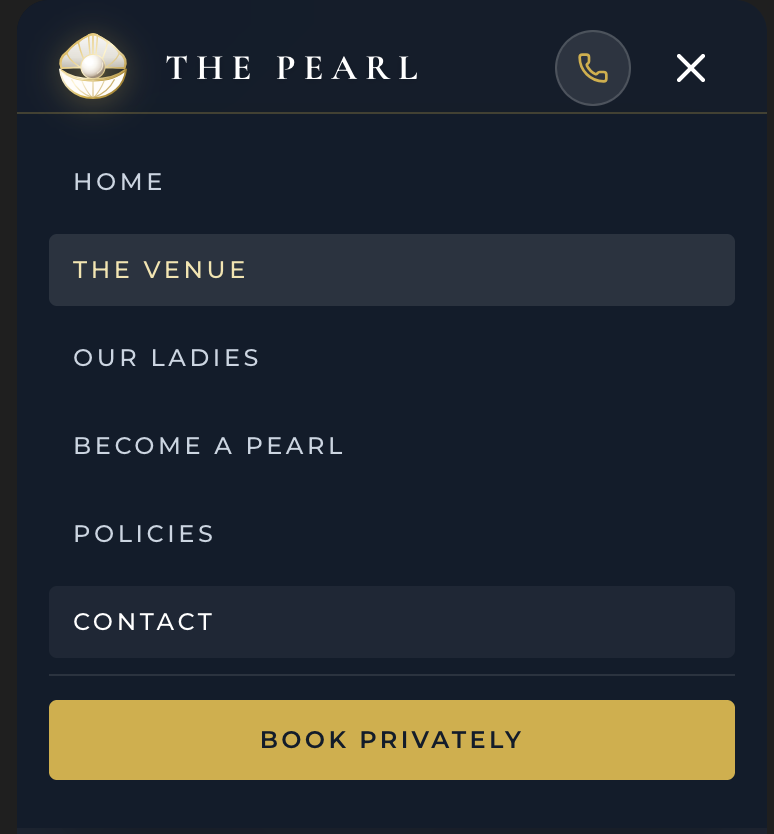 THE PEARL
HOME
THE VENUE
OUR LADIES
BECOME A PEARL
POLICIES
CONTACT
BOOK PRIVATELY